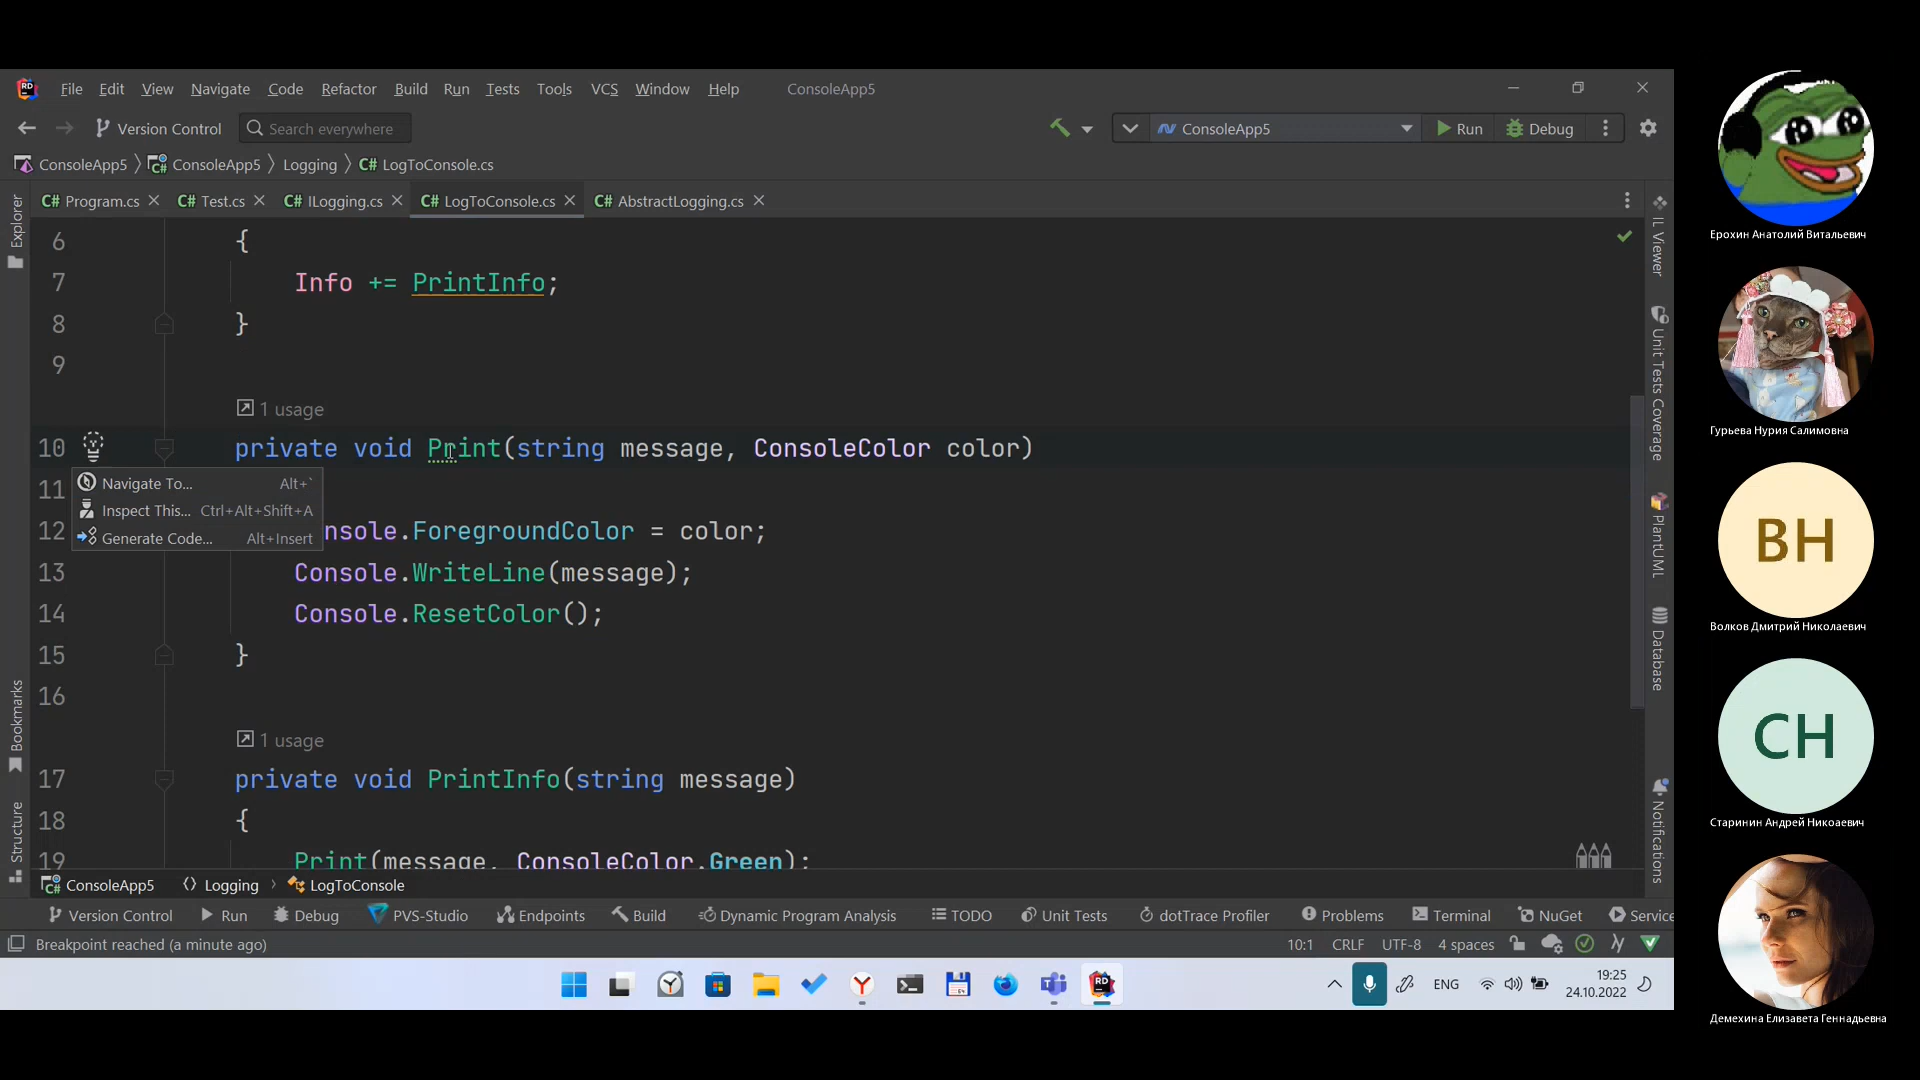 File Edit View Navigate Code Refactor Build Run Tests Tools VCS Window Help ConsoleApp5
Version Control Search everywhere ConsoleApp5 Run Debug
ConsoleApp5 ConsoleApp5 Logging C# LogToConsole.cs
C# Program.cs C# Test.cs C# ILogging.cs C# LogToConsole.cs C# AbstractLogging.cs
6 {
7 Info += PrintInfo;
8 }
9
1 usage
10 private void Print(string message, ConsoleColor color)
11
Navigate To... Alt+`
Inspect This... Ctrl+Alt+Shift+A
Generate Code... Alt+Insert
12 nsole.ForegroundColor = color;
13 Console.WriteLine(message);
14 Console.ResetColor();
15 }
16
1 usage
17 private void PrintInfo(string message)
18 {
19 Print(message, ConsoleColor.Green);
Explorer
Bookmarks
Structure
IL Viewer
Unit Tests Coverage
PlantUML
Database
Notifications
ConsoleApp5 Logging LogToConsole
Version Control Run Debug PVS-Studio Endpoints Build Dynamic Program Analysis TODO Unit Tests dotTrace Profiler Problems Terminal NuGet Service
Breakpoint reached (a minute ago) 10:1 CRLF UTF-8 4 spaces
ENG 19:25
24.10.2022
Ерохин Анатолий Витальевич
Гурьева Нурия Салимовна
ВН
Волков Дмитрий Николаевич
СН
Старинин Андрей Никоаевич
Демехина Елизавета Геннадьевна